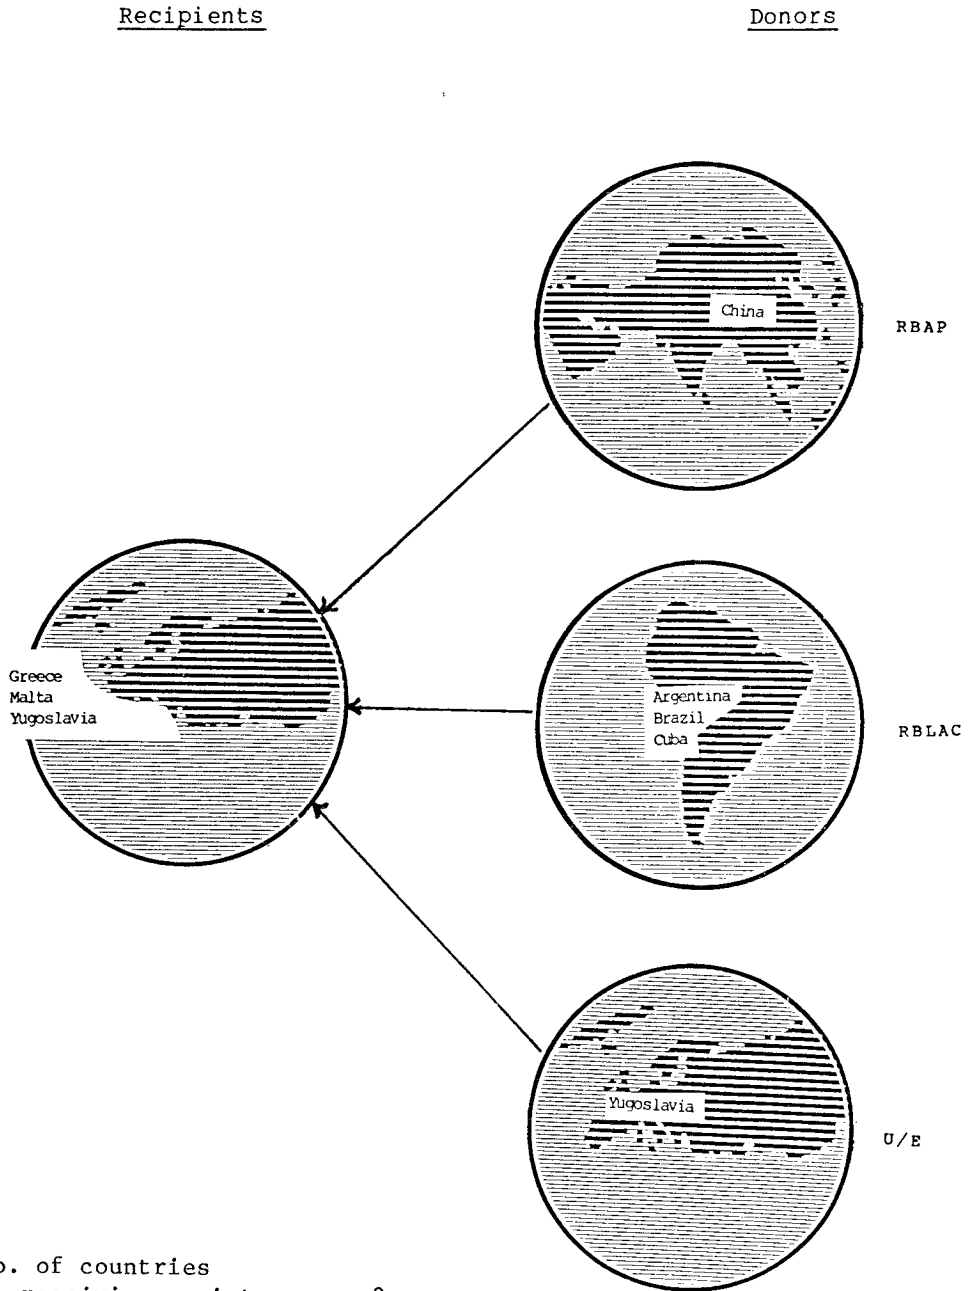 Recipients
Donors
China
RBAP
Greece
Malta
Yugoslavia
Argentina
Brazil
Cuba
RBLAC
Yugoslavia
U/E
of countries